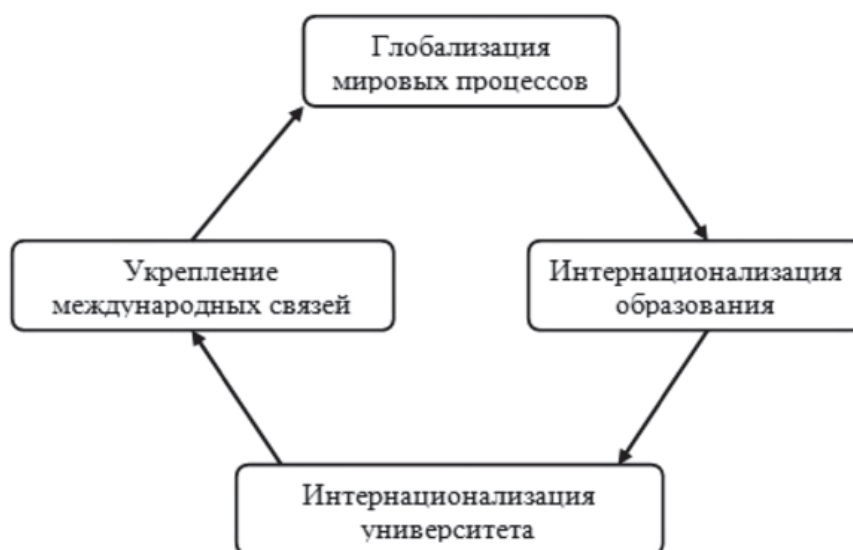 Глобализация
мировых процессов
Укрепление
международных связей
Интернационализация
образования
Интернационализация
университета